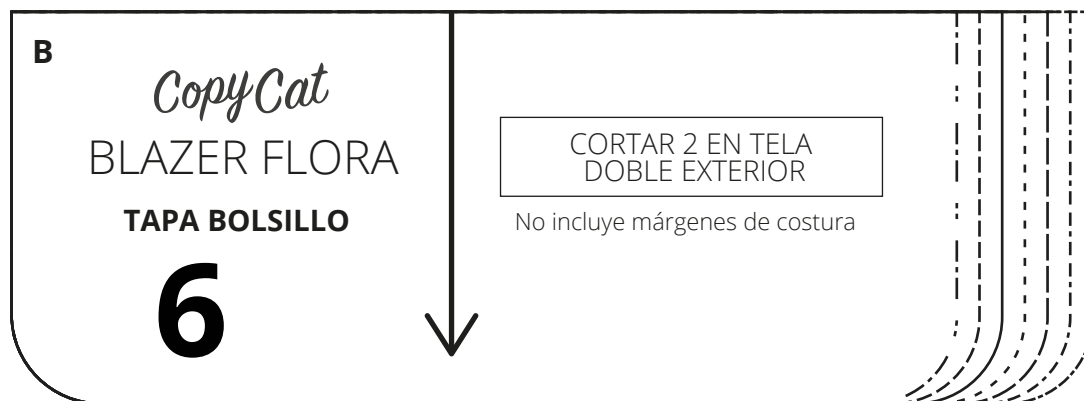 B
CopyCat
BLAZER FLORA
TAPA BOLSILLO
6
CORTAR 2 EN TELA
DOBLE EXTERIOR
No incluye márgenes de costura